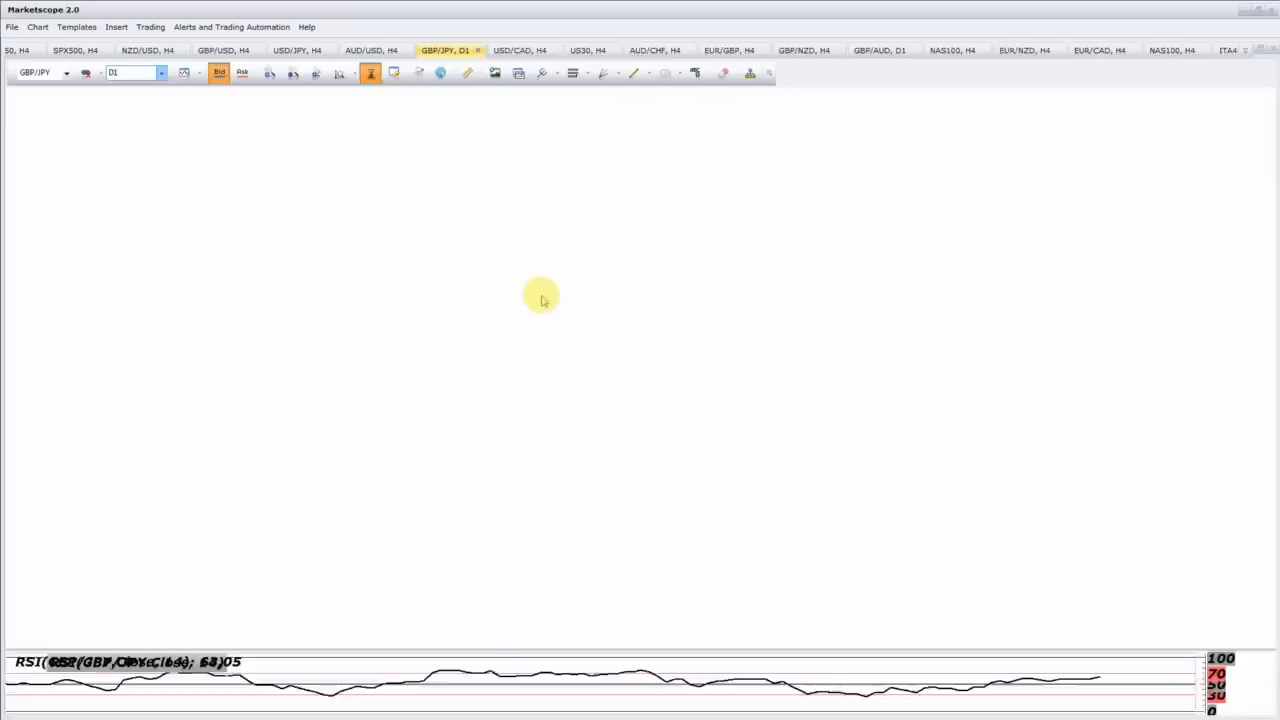 Marketscope 2.0
File Chart Templates Insert Trading Alerts and Trading Automation Help
50, H4 SPX500, H4 NZD/USD, H4 GBP/USD, H4 USD/JPY, H4 AUD/USD, H4 GBP/JPY, D1 USD/CAD, H4 US30, H4 AUD/CHF, H4 EUR/GBP, H4 GBP/NZD, H4 GBP/AUD, D1 NAS100, H4 EUR/NZD, H4 EUR/CAD, H4 NAS100, H4 ITA4
GBP/JPY D1 Bid Ask
100
70
50
30
0